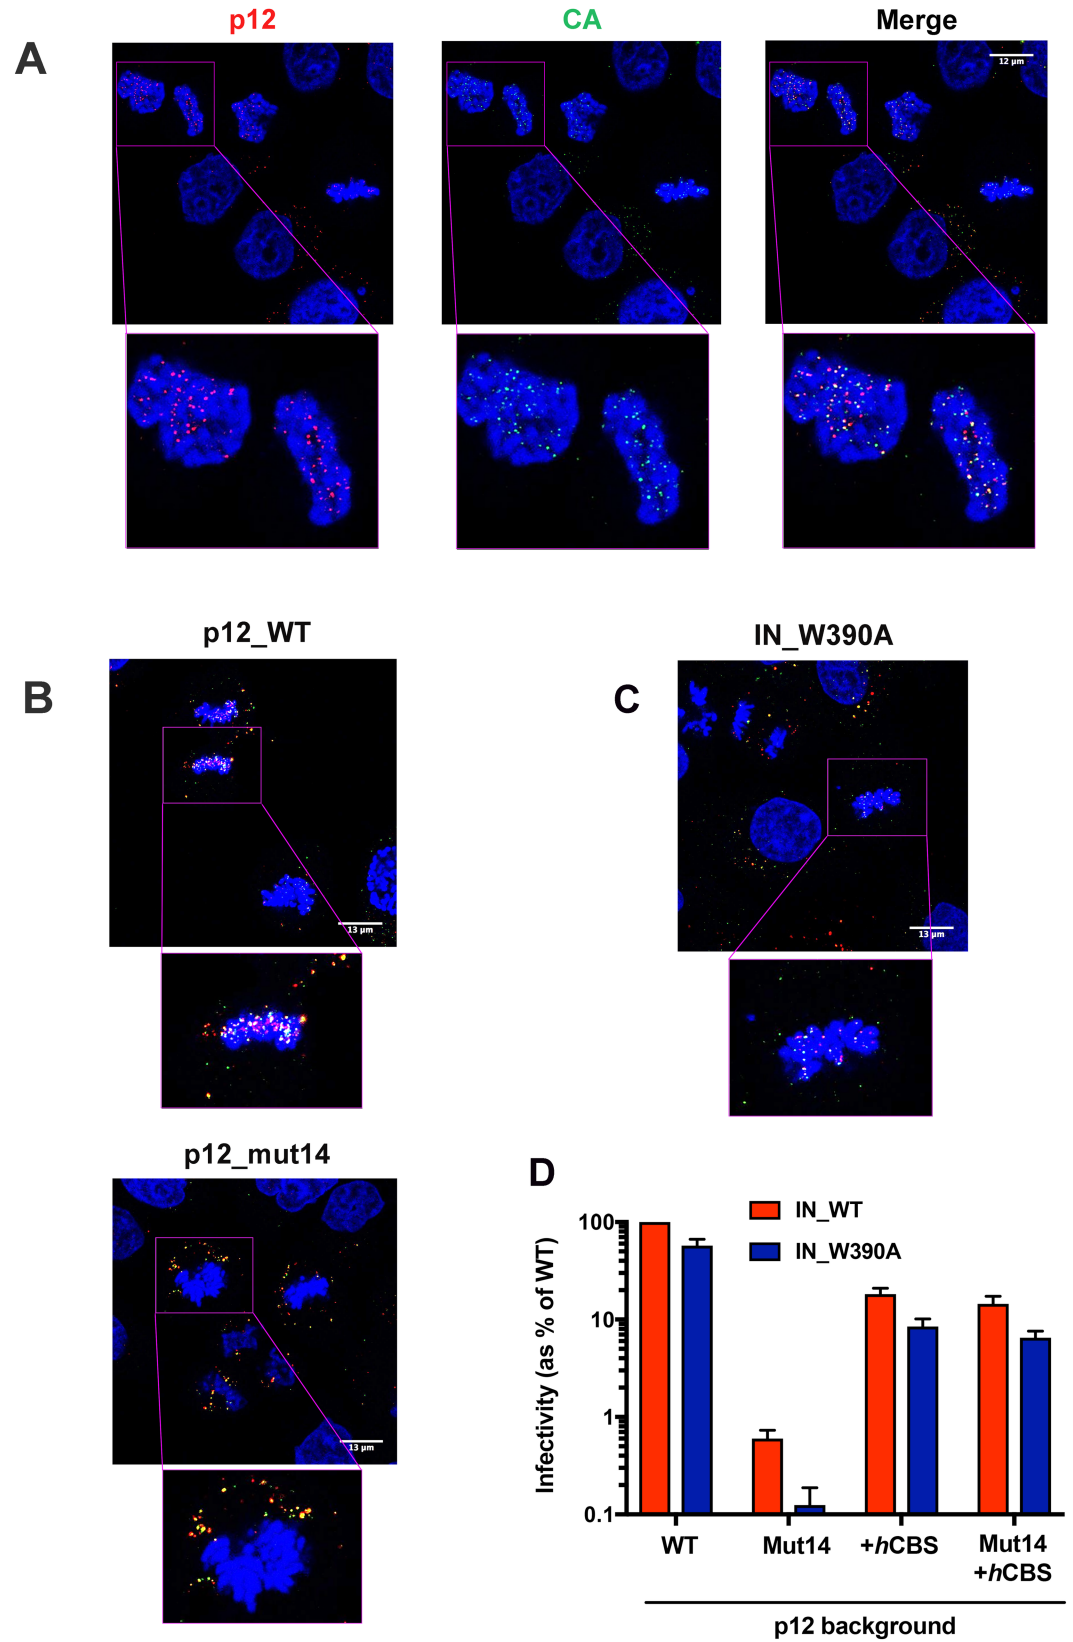 A
p12
CA
Merge
12 µm
B
p12_WT
13 µm
C
IN_W390A
13 µm
p12_mut14
13 µm
D
IN_WT
IN_W390A
Infectivity (as % of WT)
100
10
1
0.1
WT
Mut14
+hCBS
Mut14
+hCBS
p12 background